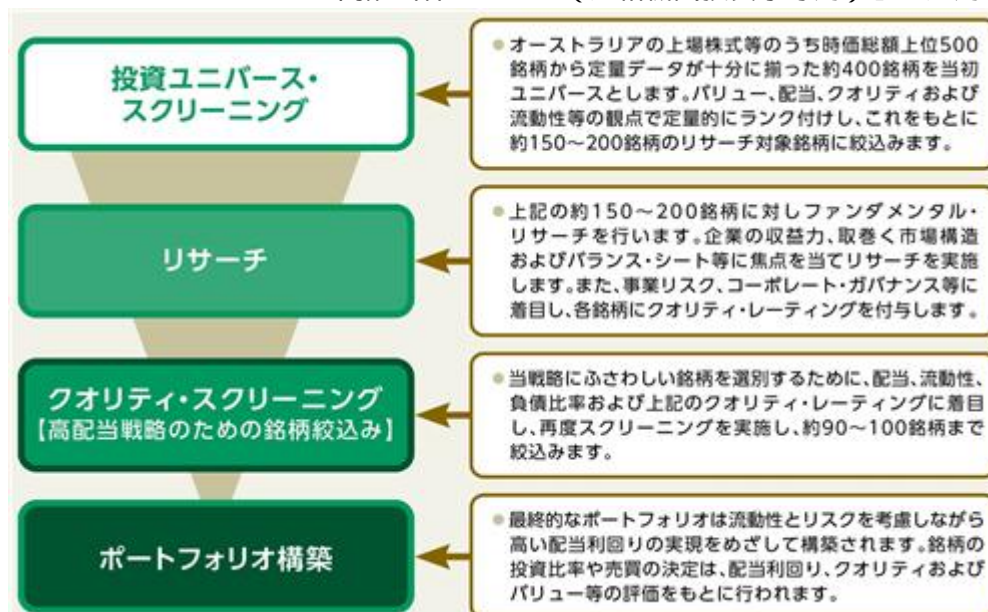 投資ユニバース・
スクリーニング
●オーストラリアの上場株式等のうち時価総額上位500
銘柄から定量データが十分に揃った約400銘柄を当初
ユニバースとします。バリュー、配当、クオリティおよび
流動性等の観点で定量的にランク付けし、これをもとに
約150～200銘柄のリサーチ対象銘柄に絞込みます。
リサーチ
●上記の約150～200銘柄に対しファンダメンタル・
リサーチを行います。企業の収益力、取巻く市場構造
およびバランス・シート等に焦点を当てリサーチを実施
します。また、事業リスク、コーポレート・ガバナンス等に
着目し、各銘柄にクオリティ・レーティングを付与します。
クオリティ・スクリーニング
【高配当戦略のための銘柄絞込み】
●当戦略にふさわしい銘柄を選別するために、配当、流動性、
負債比率および上記のクオリティ・レーティングに着目
し、再度スクリーニングを実施し、約90～100銘柄まで
絞込みます。
ポートフォリオ構築
●最終的なポートフォリオは流動性とリスクを考慮しながら
高い配当利回りの実現をめざして構築されます。銘柄の
投資比率や売買の決定は、配当利回り、クオリティおよび
バリュー等の評価をもとに行われます。